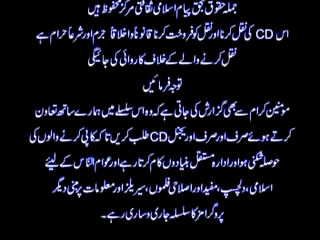 جملہ حقوق بحق پیام اسلامی ثقافتی مرکز محفوظ ہیں
اس CD کی نقل کرنا اور نقل کو فروخت کرنا قانوناً و اخلاقاً جرم اور شرعاً حرام ہے
نقل کرنے والے کے خلاف کاروائی کی جائیگی
توجہ فرمائیں
مؤمنین کرام سے بھی گزارش کی جاتی ہے کہ وہ اس سلسلے میں ہمارے ساتھ تعاون
کرتے ہوئے صرف اور صرف اوریجنل CD طلب کریں تاکہ کاپی کرنے والوں کی
حوصلہ شکنی ہو اور ادارہ مستقل بنیادوں پر کام کرتا رہے اور عوام الناس کے لیئے
اسلامی، دلچسپ، مفید اور اصلاحی فلموں، سیریلز اور معلومات پر مبنی دیگر
پروگرامز کا سلسلہ جاری و ساری رہے۔